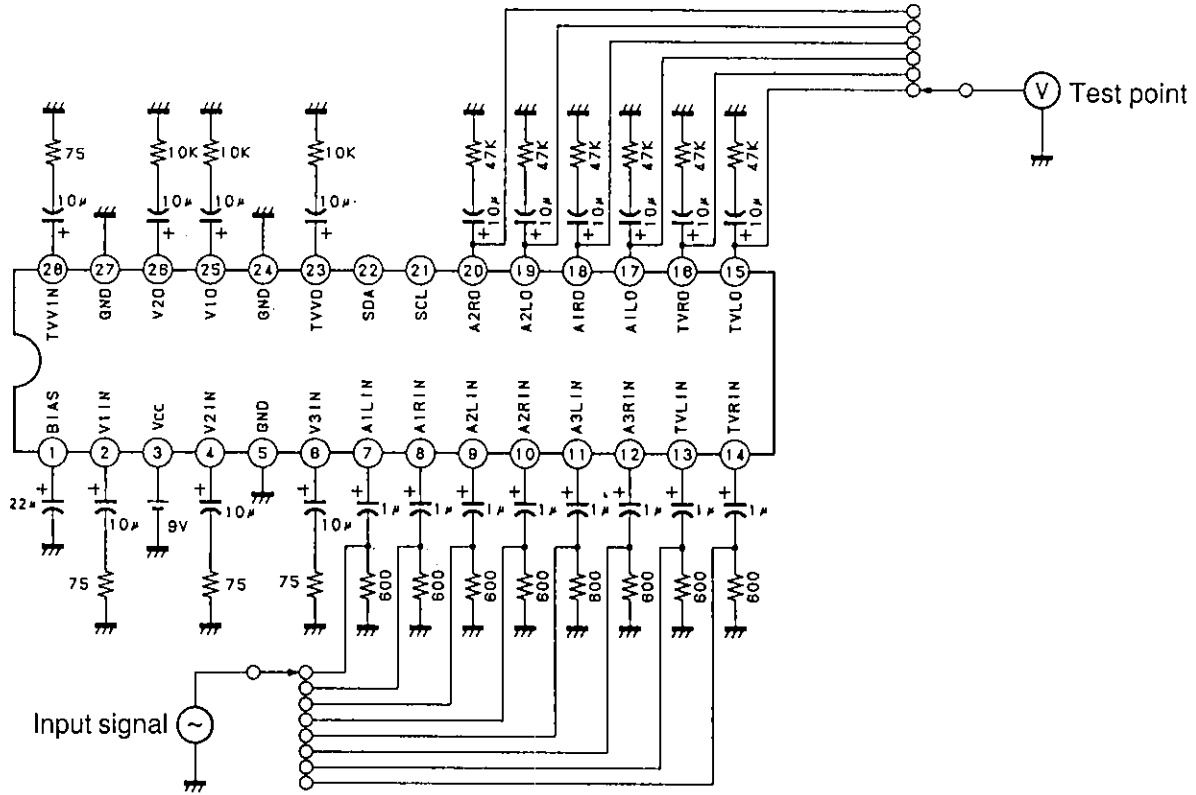 Test point
75 10K 10K 10K 47K 47K 47K 47K 47K 47K
10μ 10μ 10μ 10μ 10μ 10μ 10μ 10μ 10μ 10μ
+ + + + + + + + + +
28 27 26 25 24 23 22 21 20 19 18 17 16 15
TVVIN GND V2O V1O GND TVVO SDA SCL A2RO A2LO A1RO A1LO TVRO TVLO
BIAS V1IN VCC V2IN GND V3IN A1LIN A1RIN A2LIN A2RIN A3LIN A3RIN TVLIN TVRIN
1 2 3 4 5 6 7 8 9 10 11 12 13 14
+ + + + + + + + + + + +
22μ 10μ 9V 10μ 10μ 1μ 1μ 1μ 1μ 1μ 1μ 1μ 1μ
75 75 75 600 600 600 600 600 600 600 600
Input signal
V
~